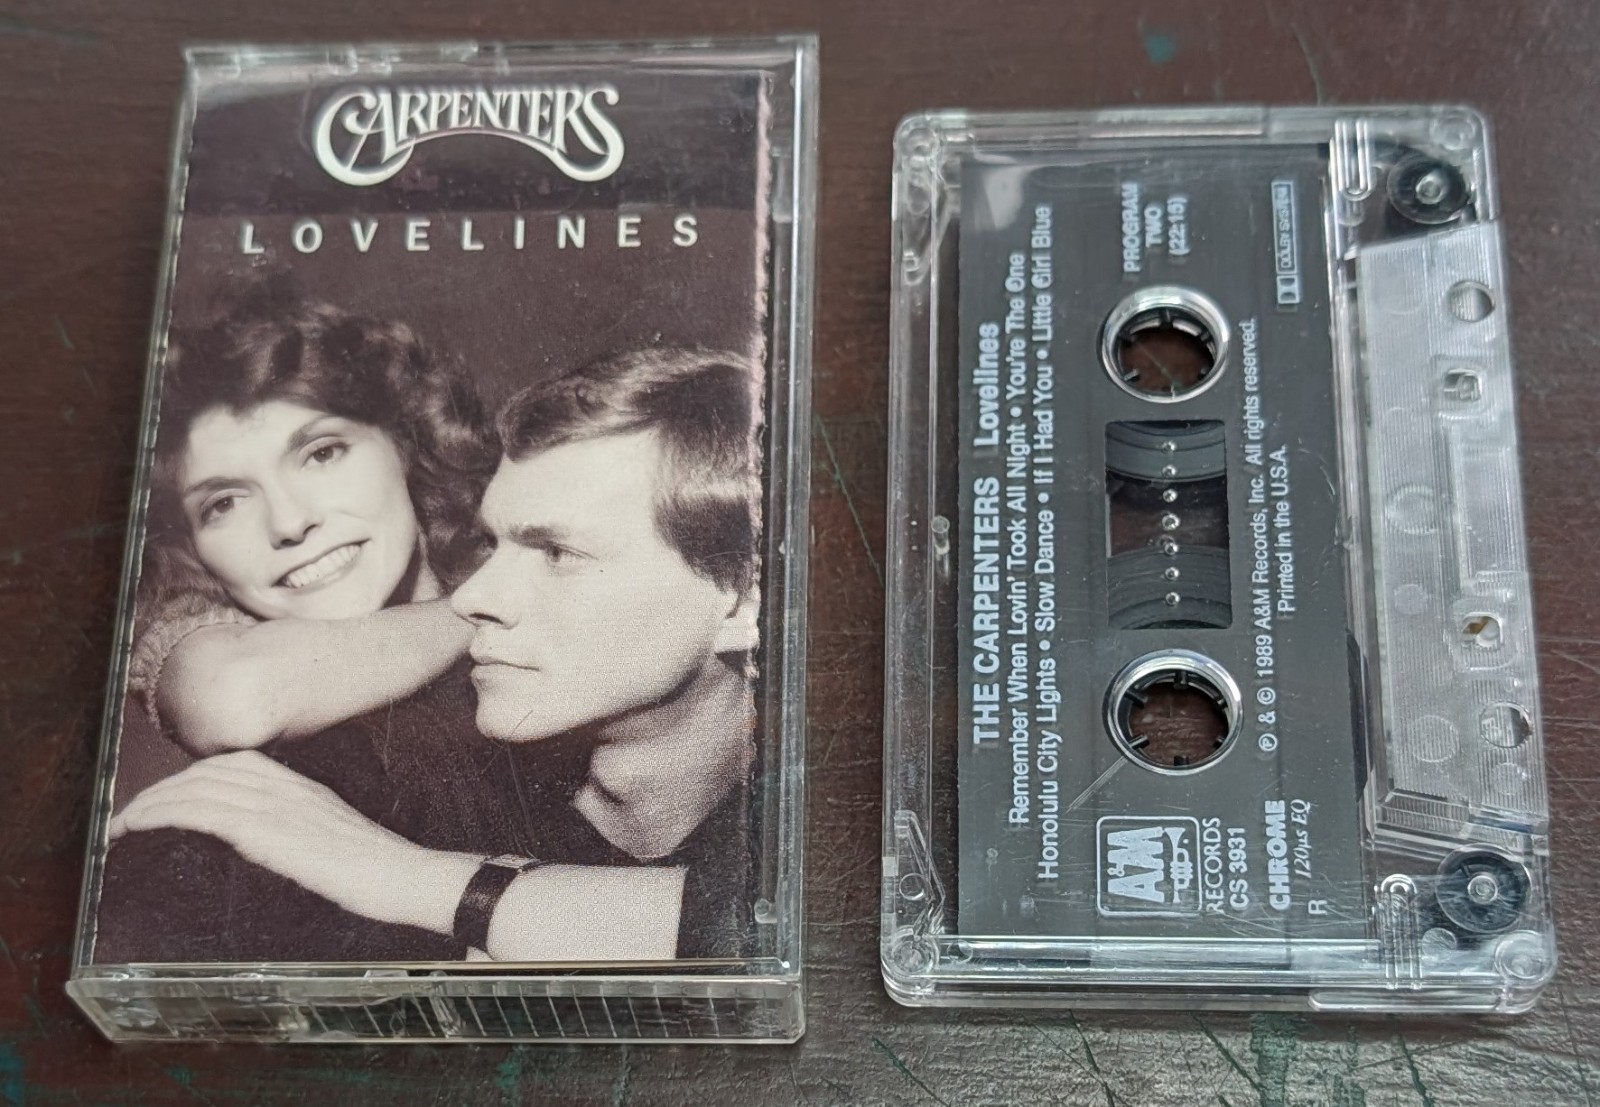 CARPENTERS
LOVELINES
THE CARPENTERS Lovelines
Remember When Lovin' Took All Night • You're The One
Honolulu City Lights • Slow Dance • If I Had You • Little Girl Blue
PROGRAM
TWO
(22:15)
A&M
RECORDS
CS 3931
CHROME
120µs EQ
R
℗ & © 1989 A&M Records, Inc. All rights reserved.
Printed in the U.S.A.
DOLBY SYSTEM